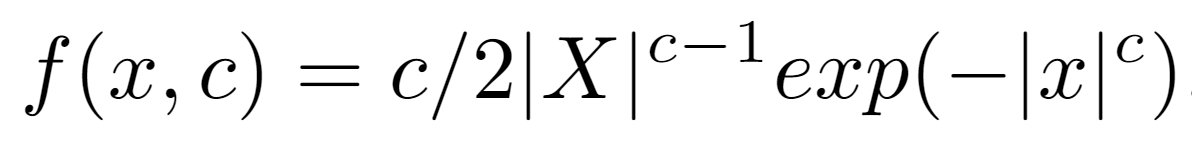 f(x, c) = c/2|X|^{c−1}exp(−|x|^c).